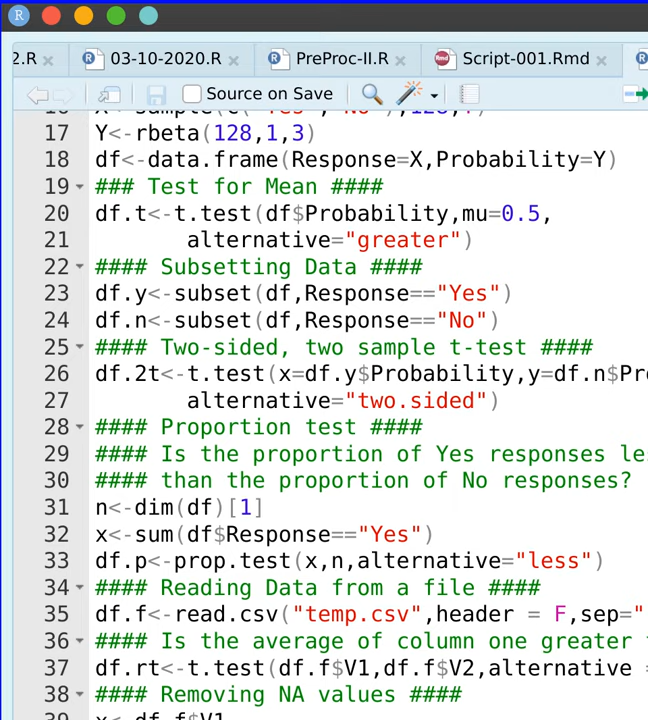 2.R
03-10-2020.R
PreProc-II.R
Script-001.Rmd
Source on Save
17 Y<-rbeta(128,1,3)
18 df<-data.frame(Response=X,Probability=Y)
19 ### Test for Mean ####
20 df.t<-t.test(df$Probability,mu=0.5,
21 alternative="greater")
22 #### Subsetting Data ####
23 df.y<-subset(df,Response=="Yes")
24 df.n<-subset(df,Response=="No")
25 #### Two-sided, two sample t-test ####
26 df.2t<-t.test(x=df.y$Probability,y=df.n$Pro
27 alternative="two.sided")
28 #### Proportion test ####
29 #### Is the proportion of Yes responses les
30 #### than the proportion of No responses?
31 n<-dim(df)[1]
32 x<-sum(df$Response=="Yes")
33 df.p<-prop.test(x,n,alternative="less")
34 #### Reading Data from a file ####
35 df.f<-read.csv("temp.csv",header = F,sep="
36 #### Is the average of column one greater
37 df.rt<-t.test(df.f$V1,df.f$V2,alternative =
38 #### Removing NA values ####
39 x<-df.f$V1